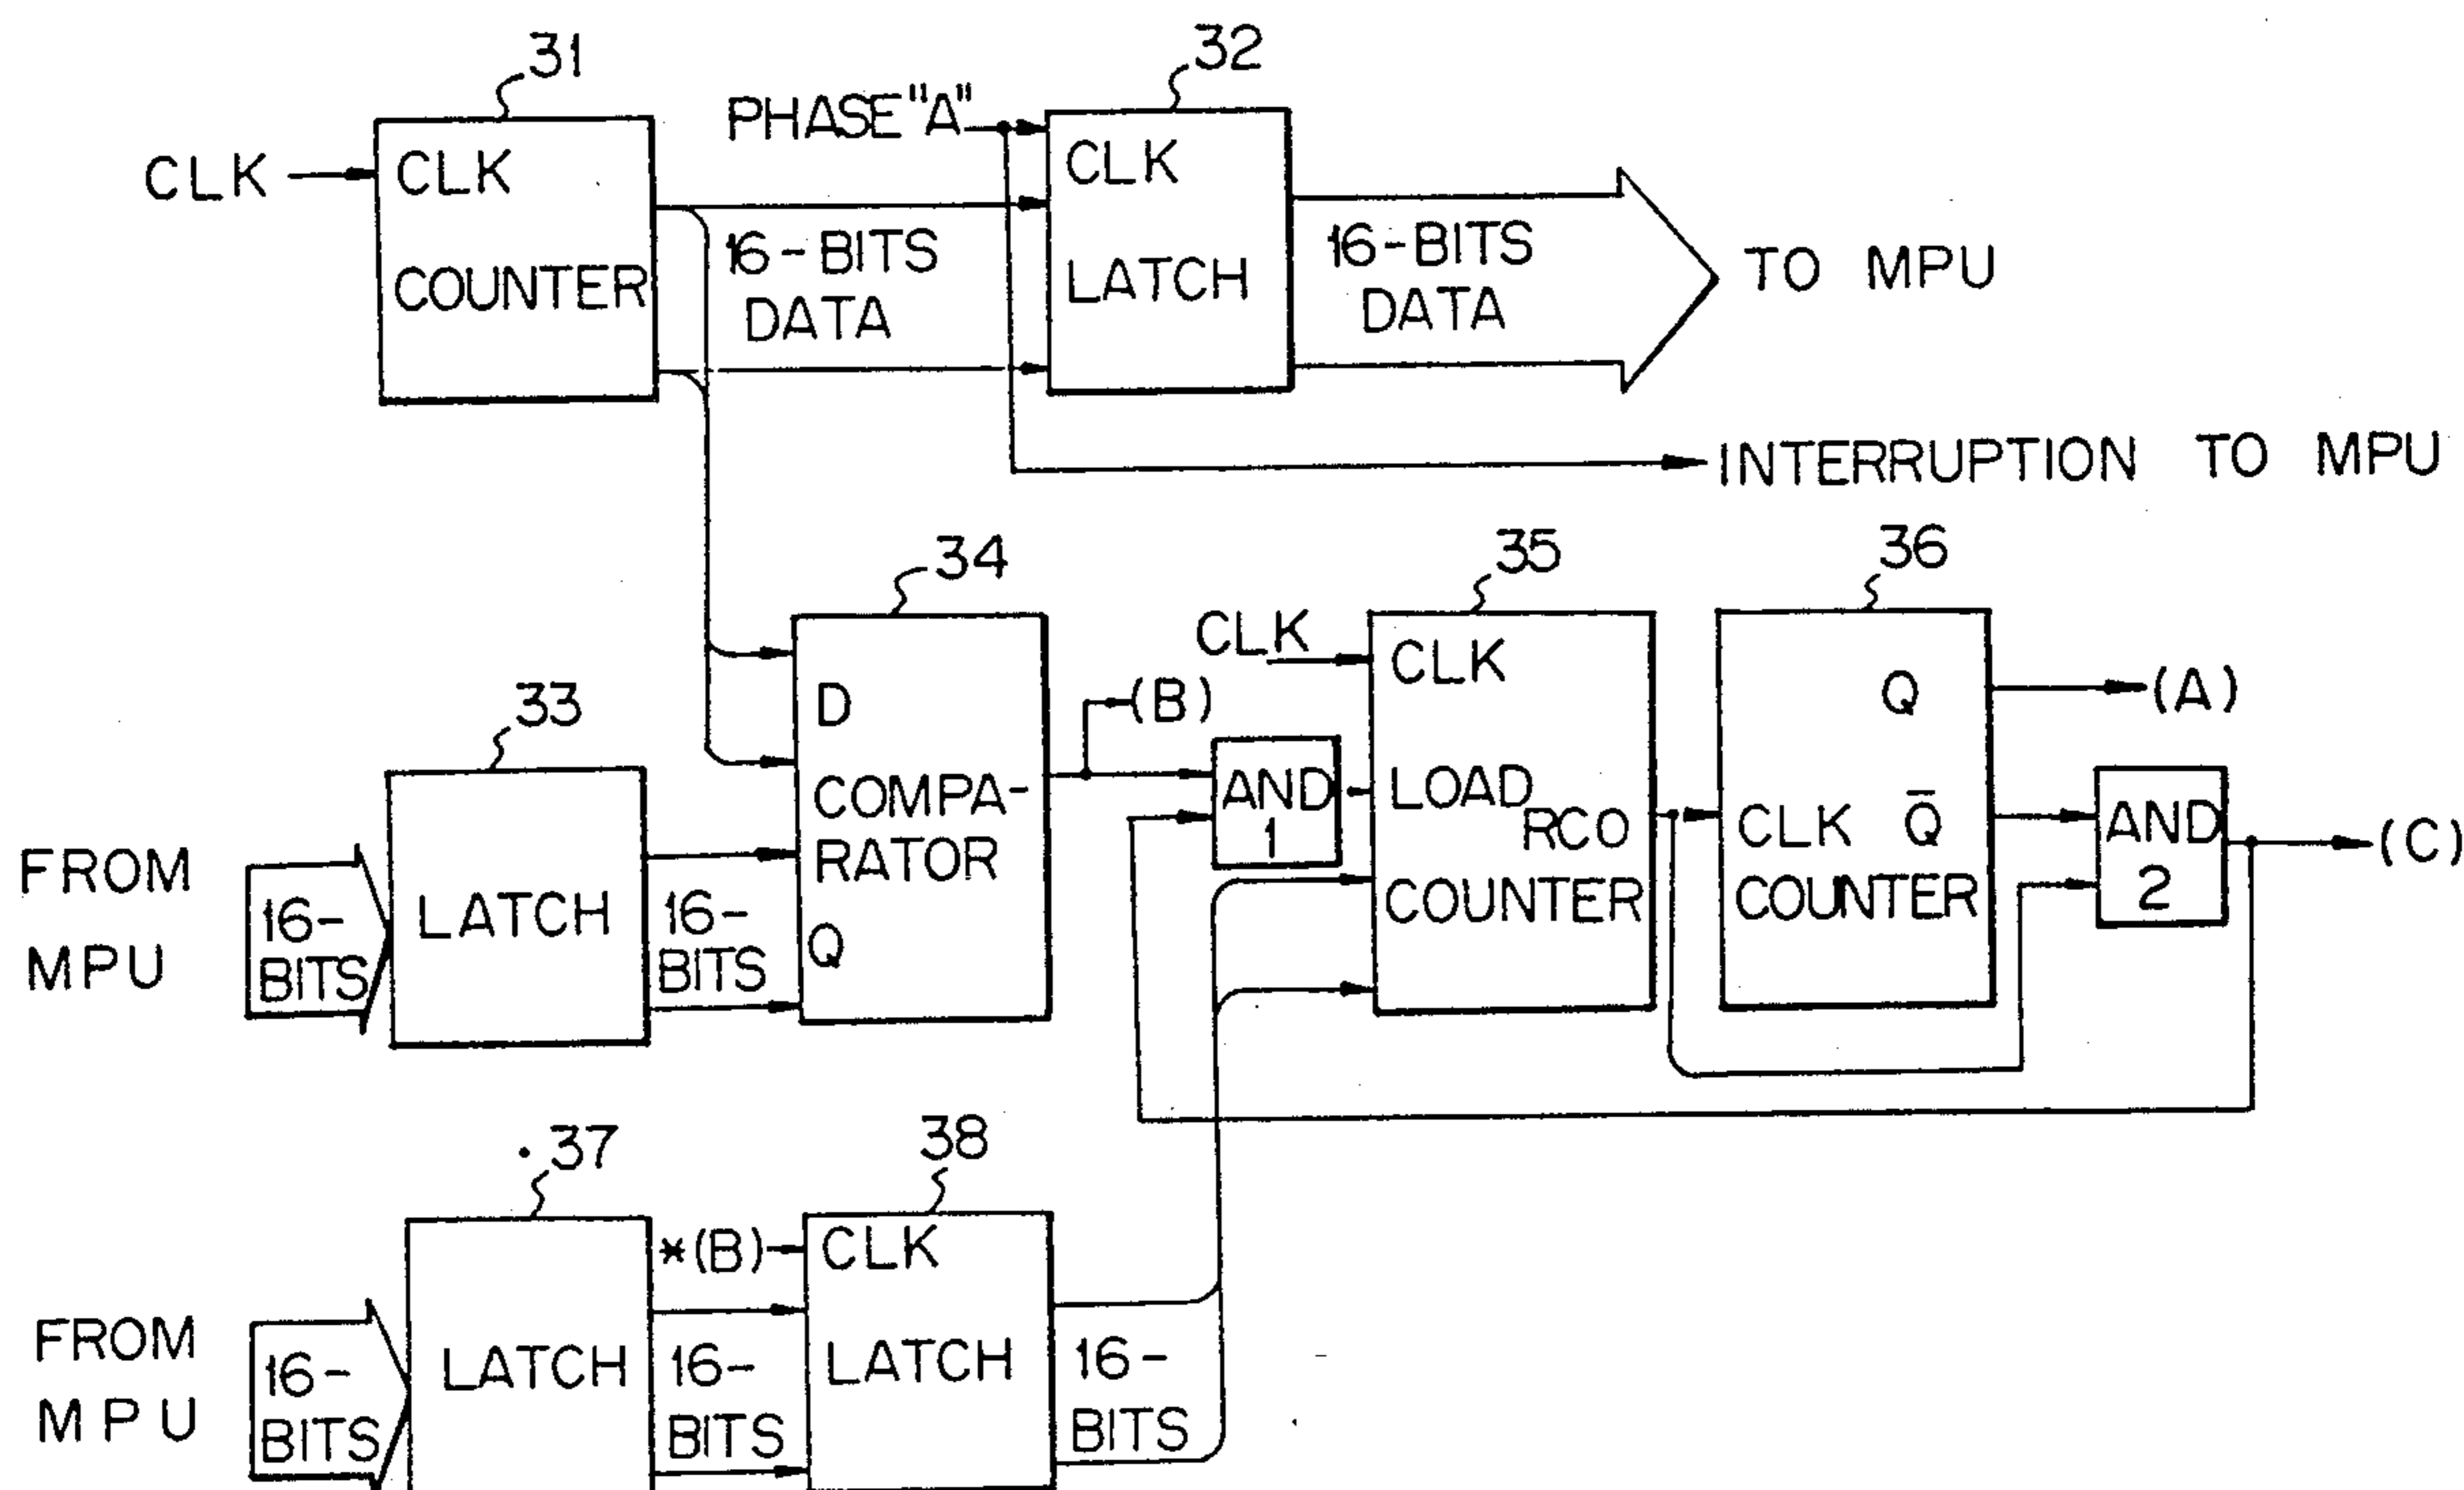 31
32
PHASE "A"
CLK
CLK
COUNTER
16-BITS
DATA
CLK
LATCH
16-BITS
DATA
TO MPU
INTERRUPTION TO MPU
33
34
35
36
FROM
MPU
16-
BITS
LATCH
16-
BITS
D
COMPA-
RATOR
Q
(B)
CLK
AND
1
CLK
LOAD
RCO
COUNTER
Q
CLK Q̄
COUNTER
(A)
AND
2
(C)
37
38
FROM
MPU
16-
BITS
LATCH
*(B)
16-
BITS
CLK
LATCH
16-
BITS